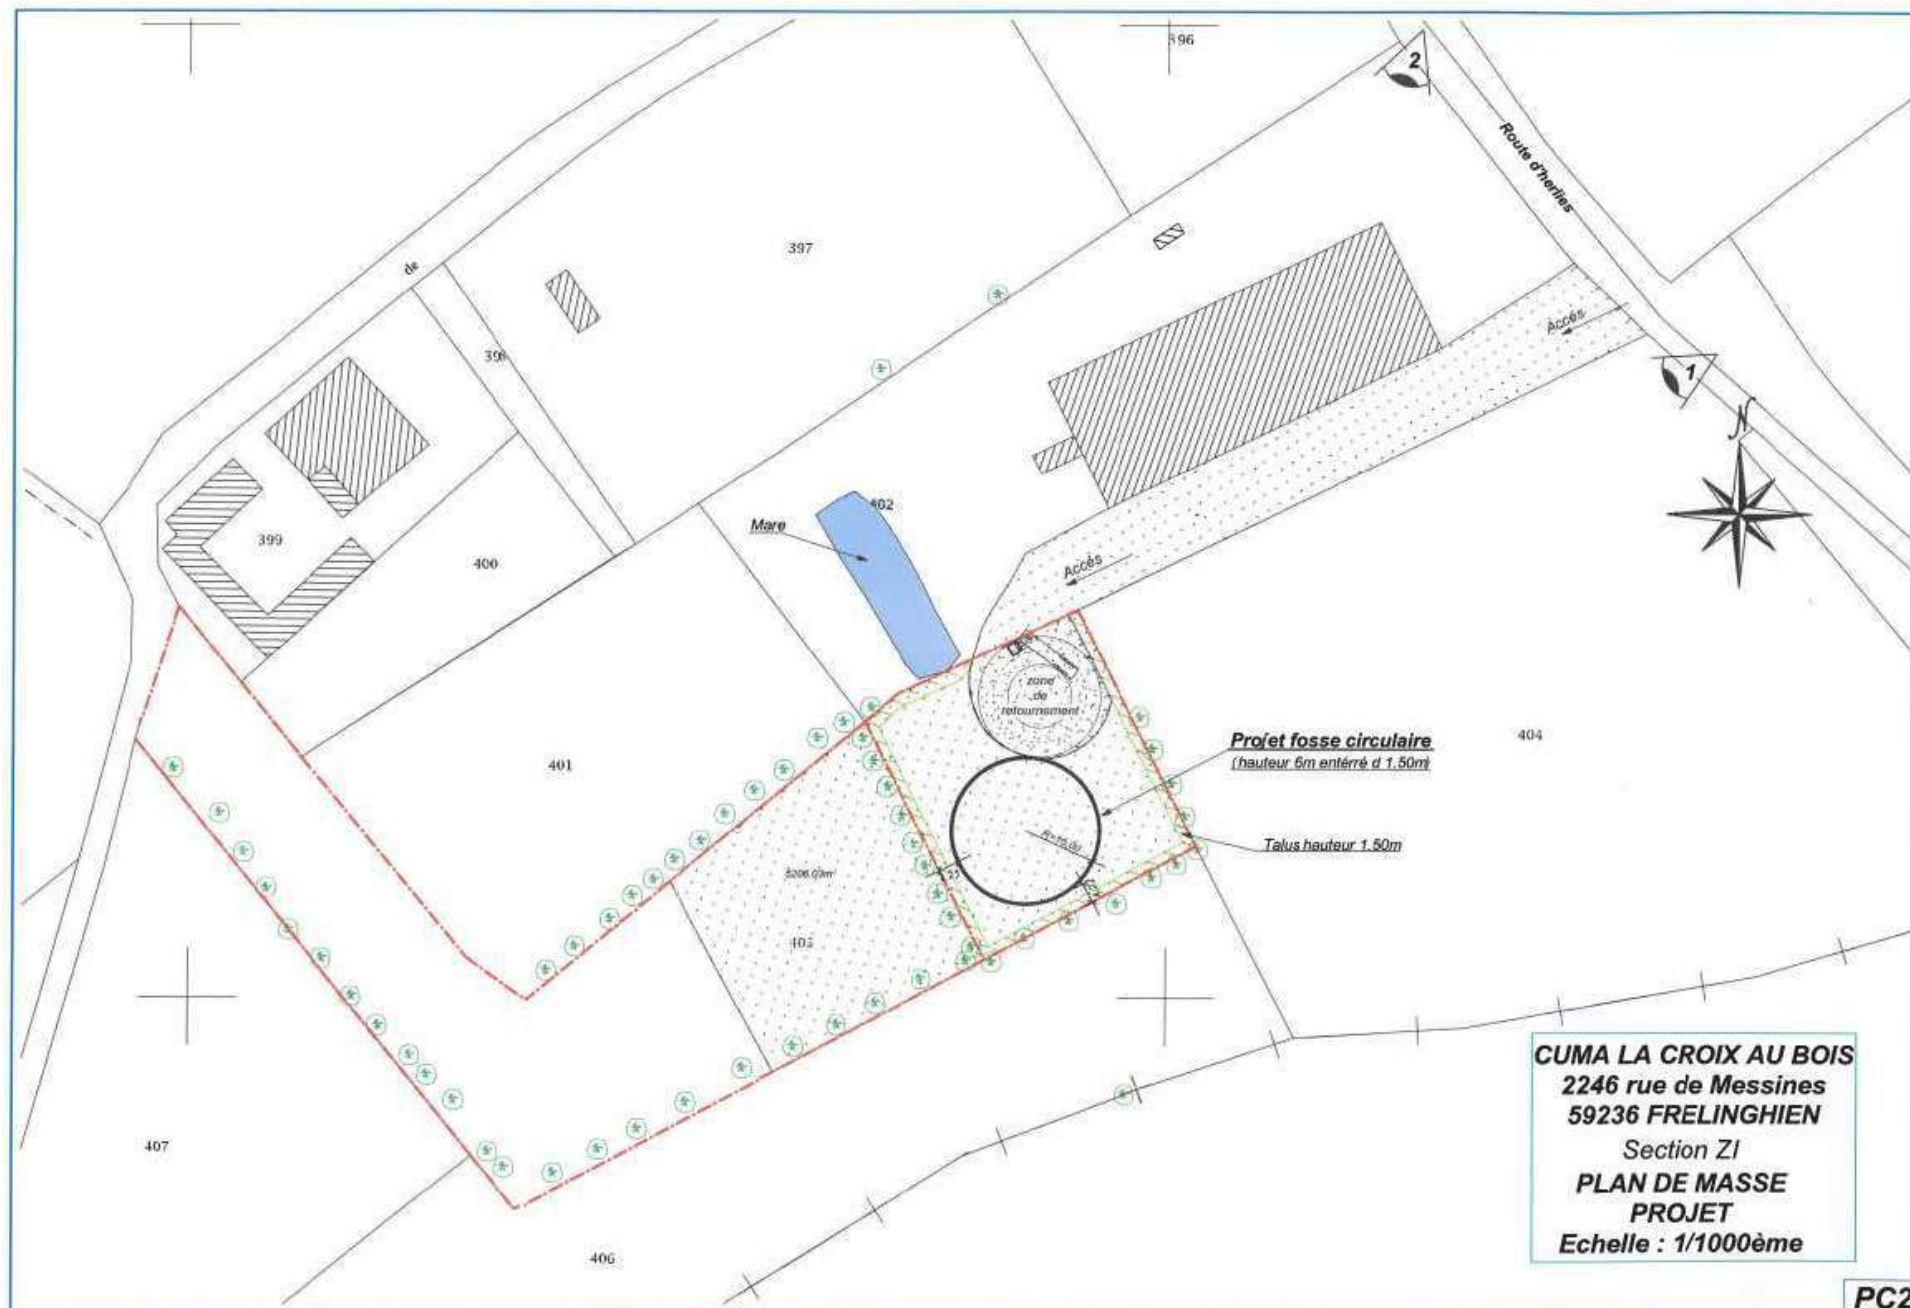 396
2
Route d'herlies
397
de
398
Accès
1
N
399
400
402
Mare
Accès
zone
de
retournement
Projet fosse circulaire
(hauteur 6m entérré d 1.50m)
404
401
Talus hauteur 1.50m
405
407
406
CUMA LA CROIX AU BOIS
2246 rue de Messines
59236 FRELINGHIEN
Section ZI
PLAN DE MASSE
PROJET
Echelle : 1/1000ème
PC2